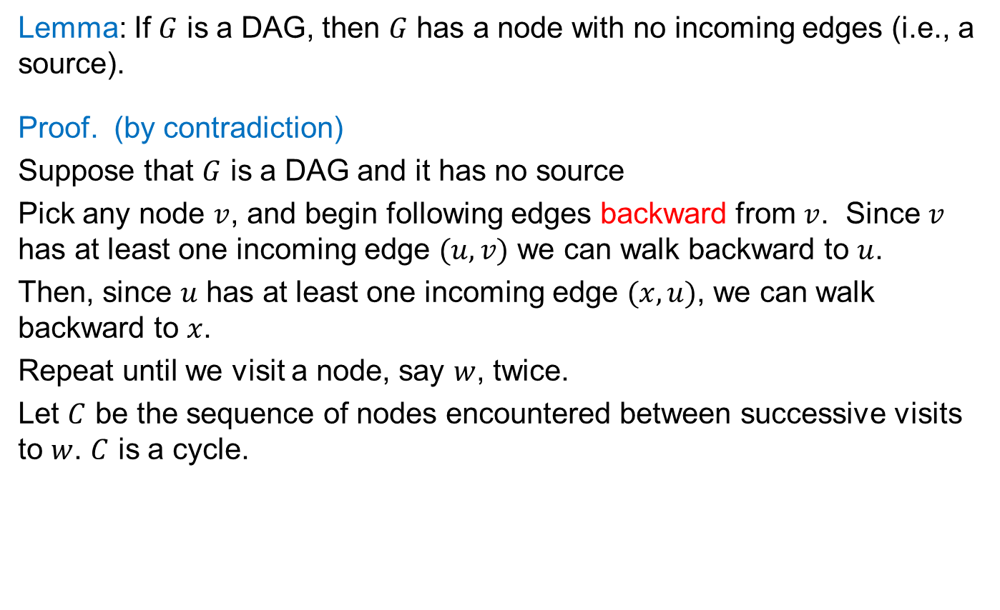 Lemma: If 𝐺 is a DAG, then 𝐺 has a node with no incoming edges (i.e., a
source).
Proof. (by contradiction)
Suppose that 𝐺 is a DAG and it has no source
Pick any node 𝑣, and begin following edges backward from 𝑣. Since 𝑣
has at least one incoming edge (𝑢, 𝑣) we can walk backward to 𝑢.
Then, since 𝑢 has at least one incoming edge (𝑥, 𝑢), we can walk
backward to 𝑥.
Repeat until we visit a node, say 𝑤, twice.
Let 𝐶 be the sequence of nodes encountered between successive visits
to 𝑤. 𝐶 is a cycle.